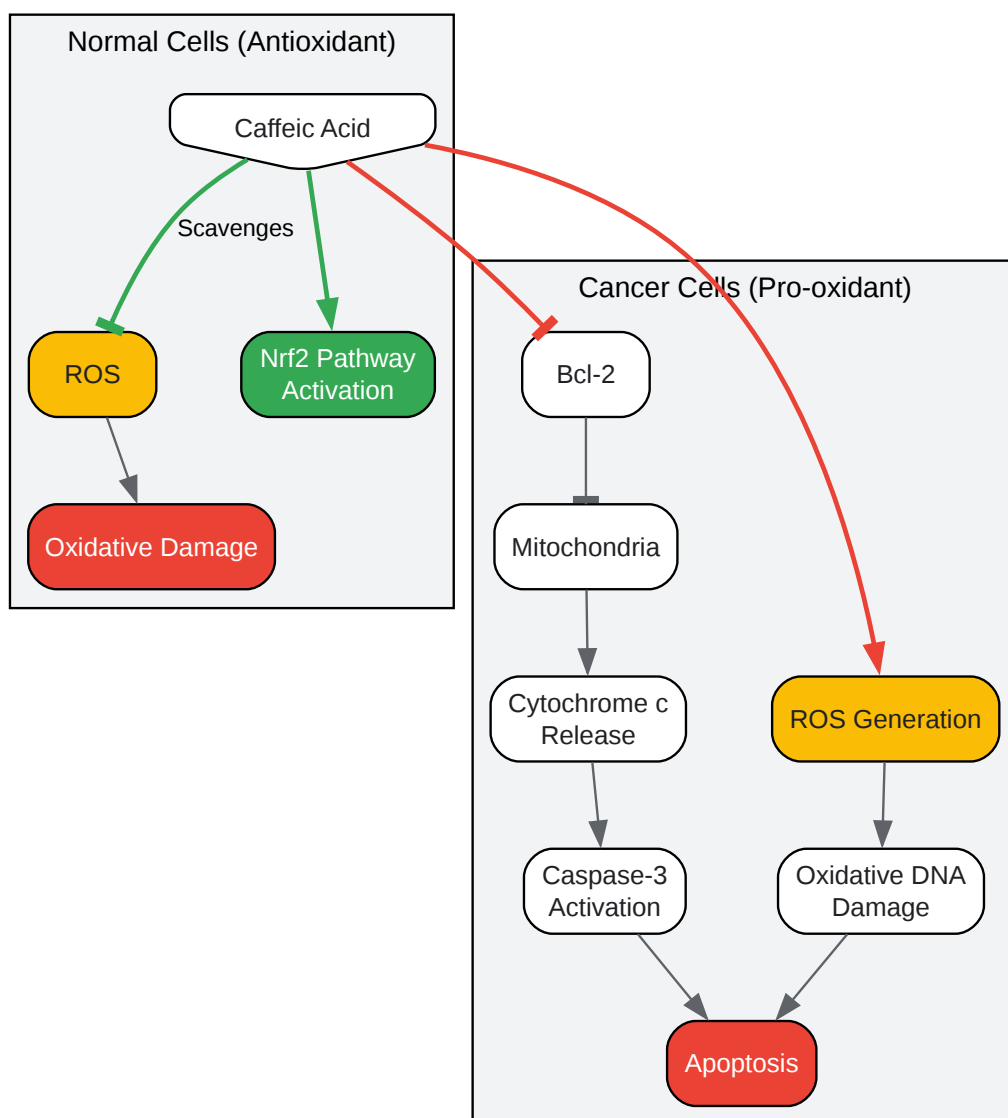 Normal Cells (Antioxidant)
Caffeic Acid
Scavenges
ROS
Nrf2 Pathway
Activation
Oxidative Damage
Cancer Cells (Pro-oxidant)
Bcl-2
Mitochondria
Cytochrome c
Release
ROS Generation
Caspase-3
Activation
Oxidative DNA
Damage
Apoptosis